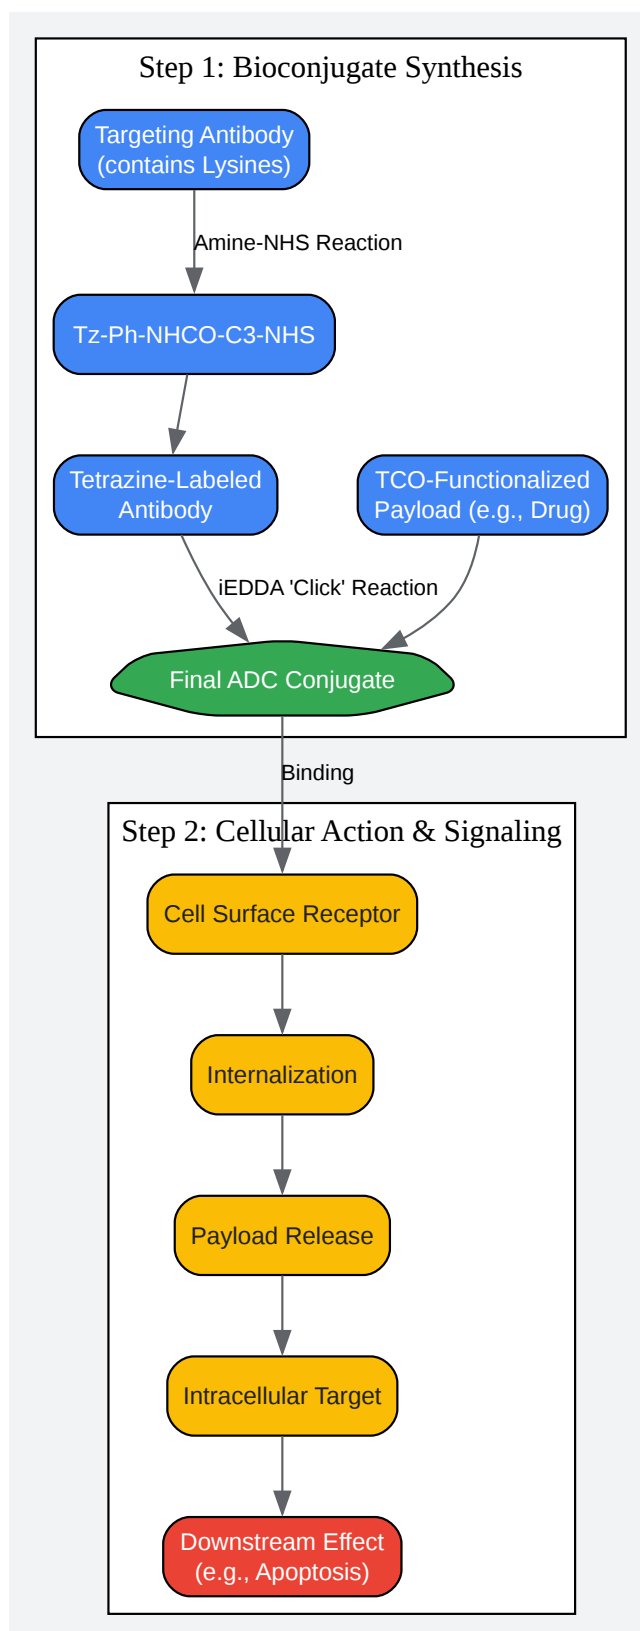 Step 1: Bioconjugate Synthesis
Targeting Antibody
(contains Lysines)
Amine-NHS Reaction
Tz-Ph-NHCO-C3-NHS
Tetrazine-Labeled
Antibody
TCO-Functionalized
Payload (e.g., Drug)
iEDDA 'Click' Reaction
Final ADC Conjugate
Binding
Step 2: Cellular Action & Signaling
Cell Surface Receptor
Internalization
Payload Release
Intracellular Target
Downstream Effect
(e.g., Apoptosis)